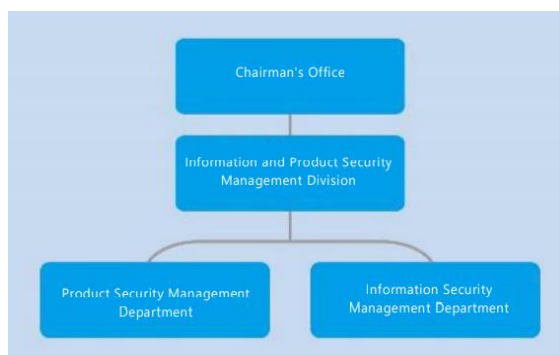 Chairman's Office
Information and Product Security
Management Division
Product Security Management
Department
Information Security
Management Department